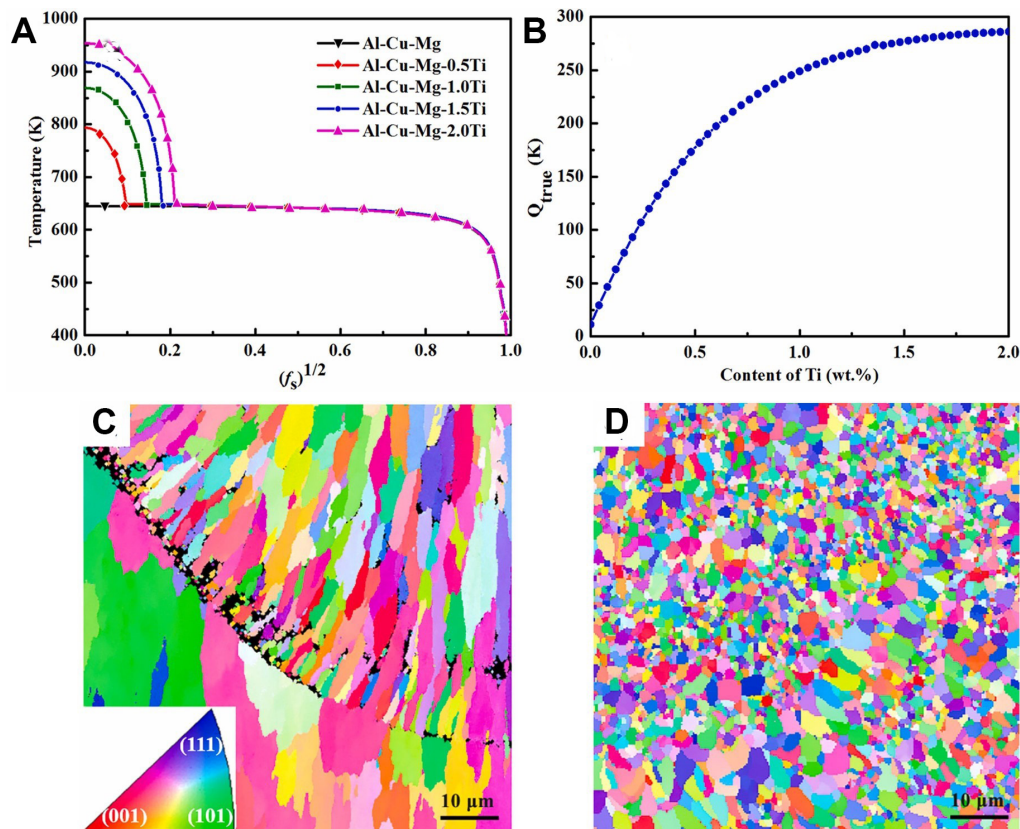 A
Temperature (K)
1000
900
800
700
600
500
400
0.0 0.2 0.4 0.6 0.8 1.0
(fs)1/2
Al-Cu-Mg
Al-Cu-Mg-0.5Ti
Al-Cu-Mg-1.0Ti
Al-Cu-Mg-1.5Ti
Al-Cu-Mg-2.0Ti
B
Qtrue (K)
300
250
200
150
100
50
0
0.0 0.5 1.0 1.5 2.0
Content of Ti (wt.%)
C
(111)
(001) (101)
10 μm
D
10 μm